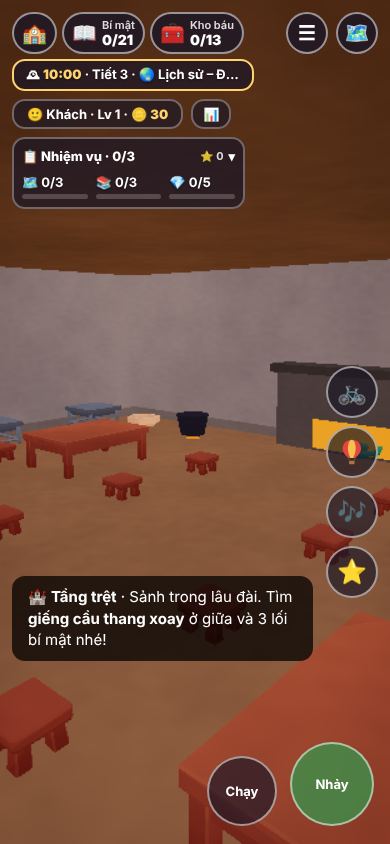 Bí mật
0/21
Kho báu
0/13
10:00 · Tiết 3 · Lịch sử – Đ…
Khách · Lv 1 · 30
Nhiệm vụ · 0/3
0 ▾
0/3
0/3
0/5
Tầng trệt · Sảnh trong lâu đài. Tìm
giếng cầu thang xoay ở giữa và 3 lối
bí mật nhé!
Chạy
Nhảy